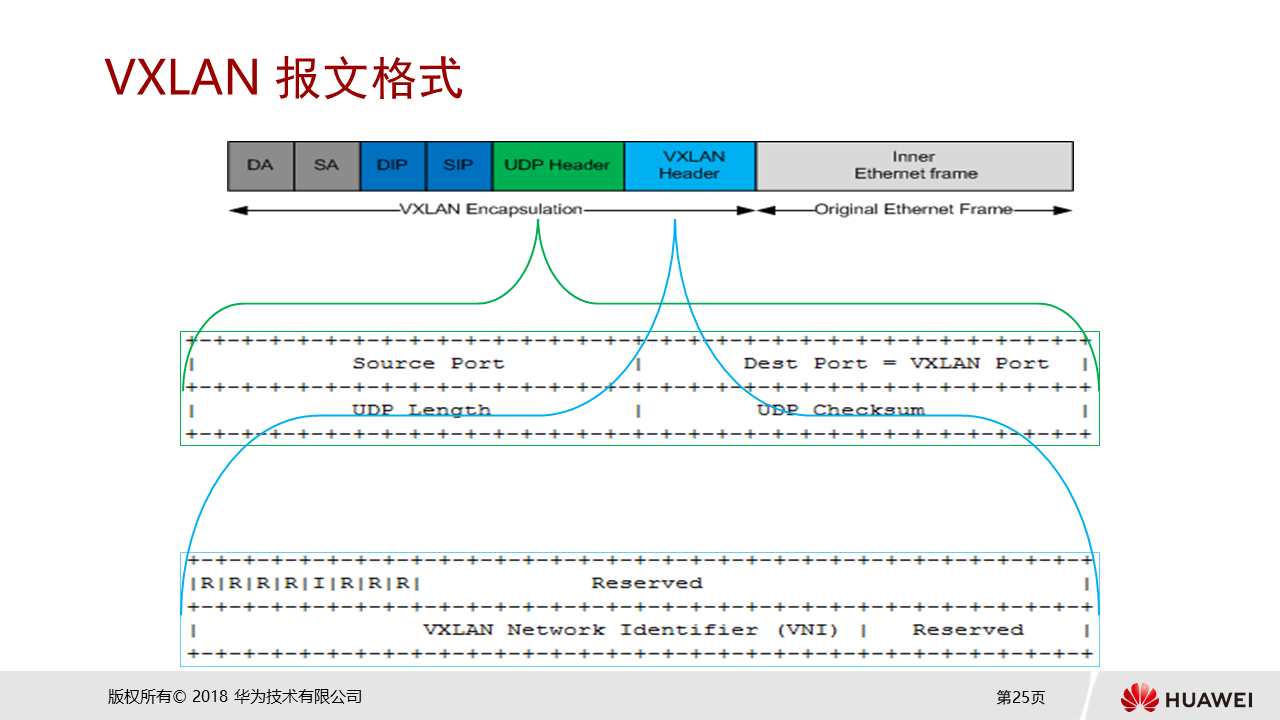 VXLAN 报文格式
DA SA DIP SIP UDP Header VXLAN Header Inner Ethernet frame
VXLAN Encapsulation Original Ethernet Frame
+-+-+-+-+-+-+-+-+-+-+-+-+-+-+-+-+-+-+-+-+-+-+-+-+-+-+-+-+-+-+-+-+
| Source Port | Dest Port = VXLAN Port |
+-+-+-+-+-+-+-+-+-+-+-+-+-+-+-+-+-+-+-+-+-+-+-+-+-+-+-+-+-+-+-+-+
| UDP Length | UDP Checksum |
+-+-+-+-+-+-+-+-+-+-+-+-+-+-+-+-+-+-+-+-+-+-+-+-+-+-+-+-+-+-+-+-+
+-+-+-+-+-+-+-+-+-+-+-+-+-+-+-+-+-+-+-+-+-+-+-+-+-+-+-+-+-+-+-+-+
|R|R|R|R|I|R|R|R| Reserved |
+-+-+-+-+-+-+-+-+-+-+-+-+-+-+-+-+-+-+-+-+-+-+-+-+-+-+-+-+-+-+-+-+
| VXLAN Network Identifier (VNI) | Reserved |
+-+-+-+-+-+-+-+-+-+-+-+-+-+-+-+-+-+-+-+-+-+-+-+-+-+-+-+-+-+-+-+-+
版权所有© 2018 华为技术有限公司 第25页 HUAWEI